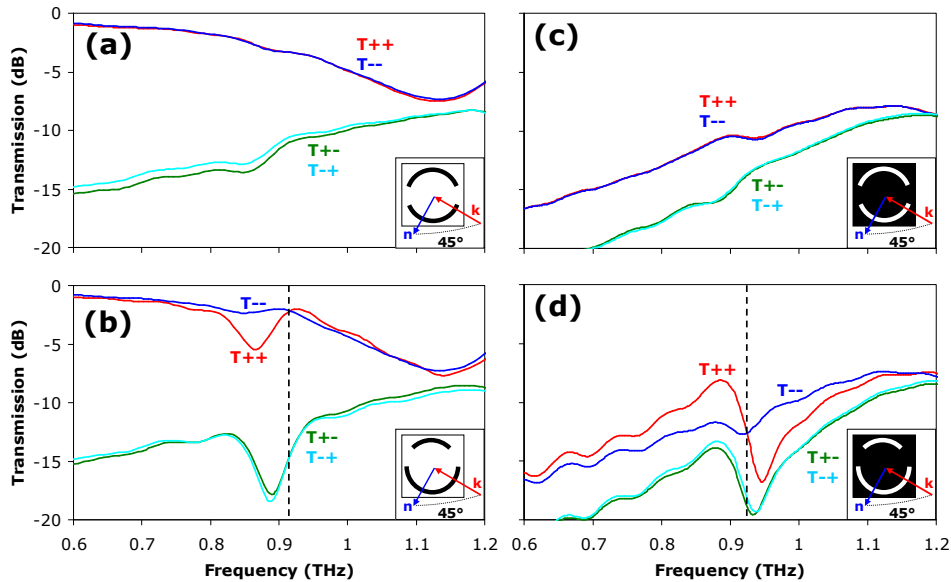 0
-5
-10
-15
-20
Transmission (dB)
(a)
T++
T--
T+-
T-+
n
k
45°
(c)
T++
T--
T+-
T-+
n
k
45°
0
-5
-10
-15
-20
Transmission (dB)
(b)
T--
T++
T+-
T-+
n
k
45°
0.6
0.7
0.8
0.9
1
1.1
1.2
Frequency (THz)
(d)
T++
T--
T+-
T-+
n
k
45°
0.6
0.7
0.8
0.9
1
1.1
1.2
Frequency (THz)